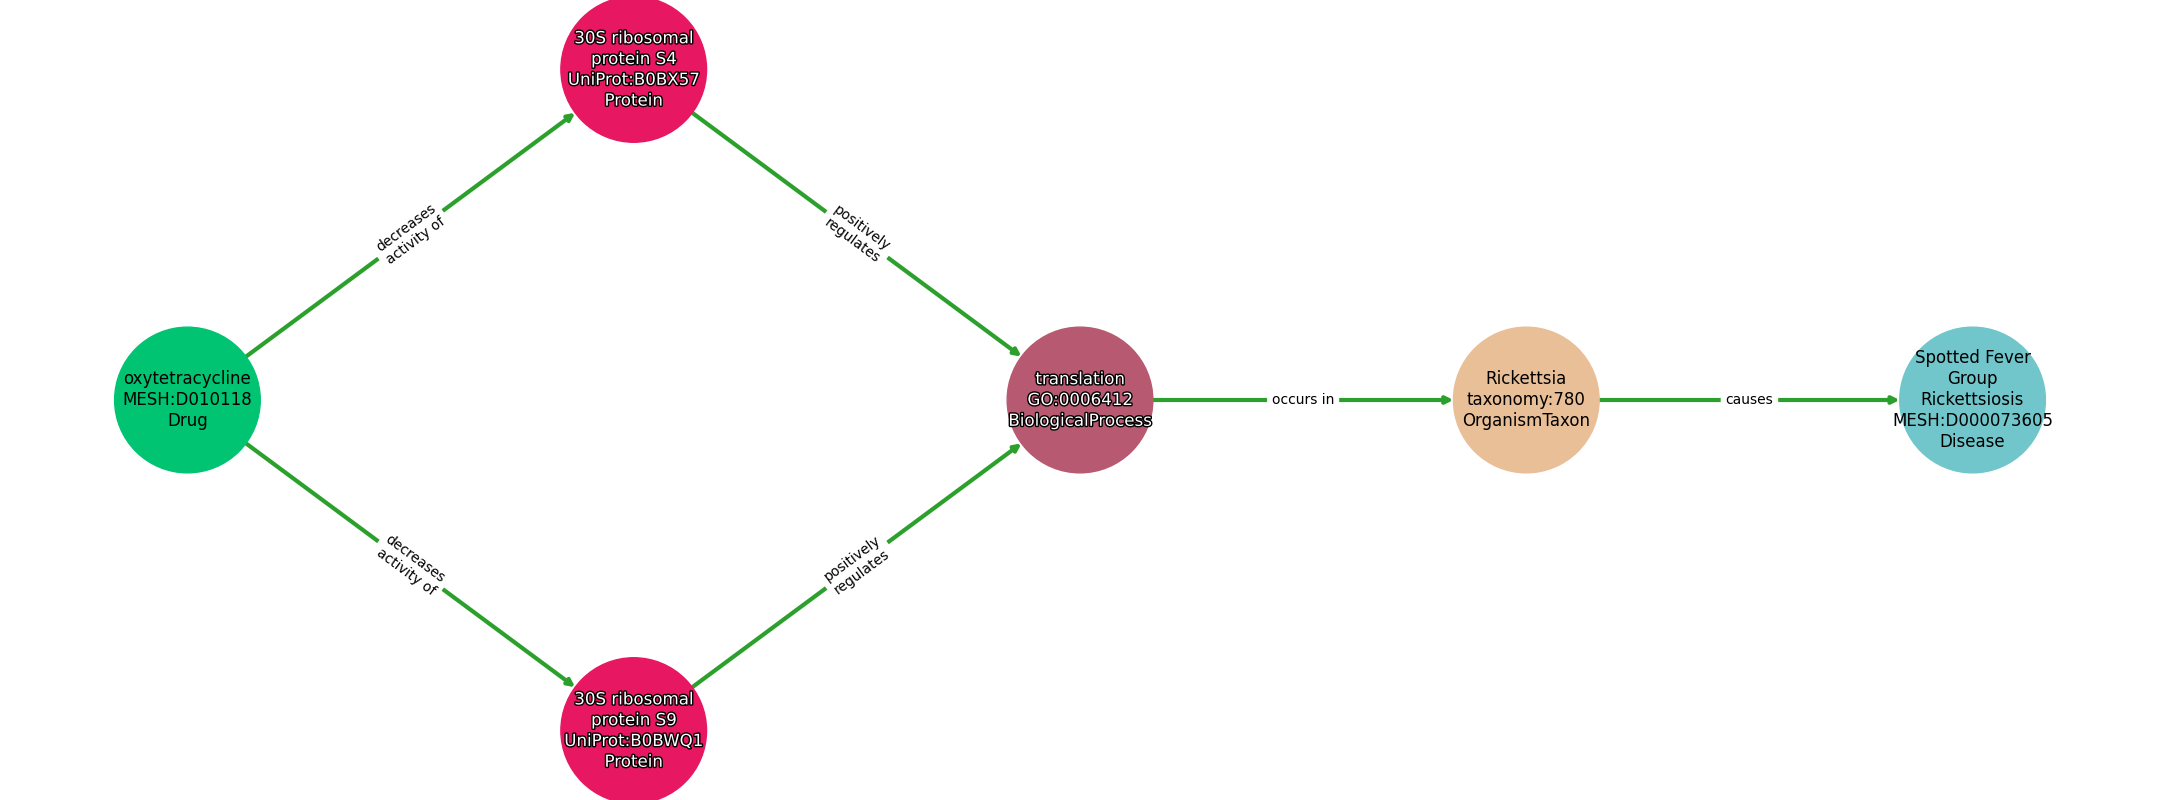 30S ribosomal
protein S4
UniProt:B0BX57
Protein
decreases
activity of
positively
regulates
oxytetracycline
MESH:D010118
Drug
translation
GO:0006412
BiologicalProcess
occurs in
Rickettsia
taxonomy:780
OrganismTaxon
causes
Spotted Fever
Group
Rickettsiosis
MESH:D000073605
Disease
decreases
activity of
positively
regulates
30S ribosomal
protein S9
UniProt:B0BWQ1
Protein